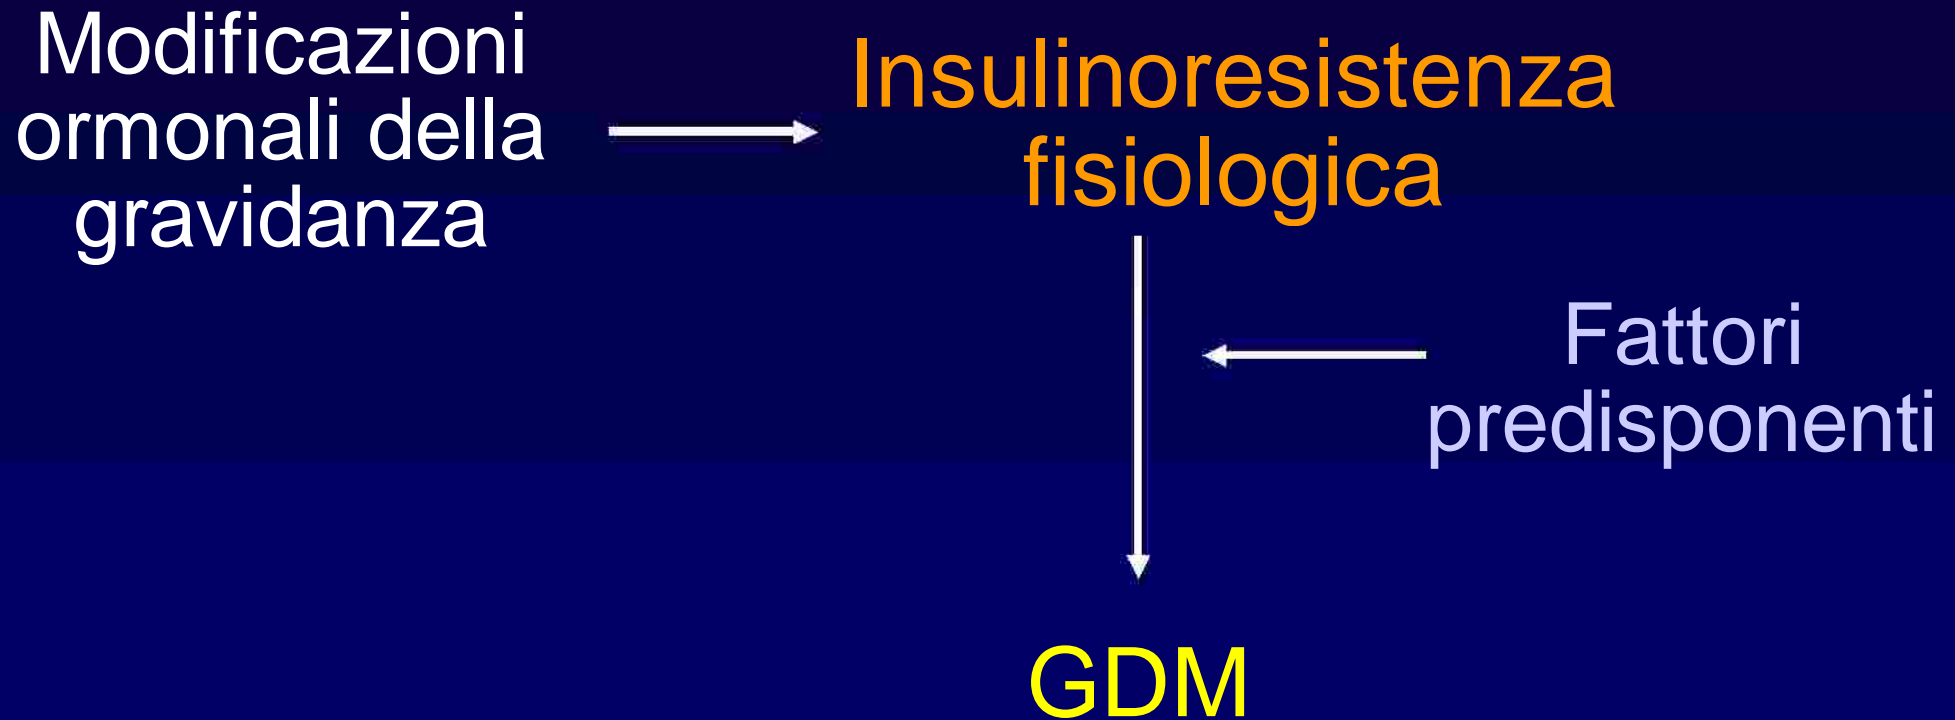 Modificazioni
ormonali della
gravidanza
Insulinoresistenza
fisiologica
Fattori
predisponenti
GDM